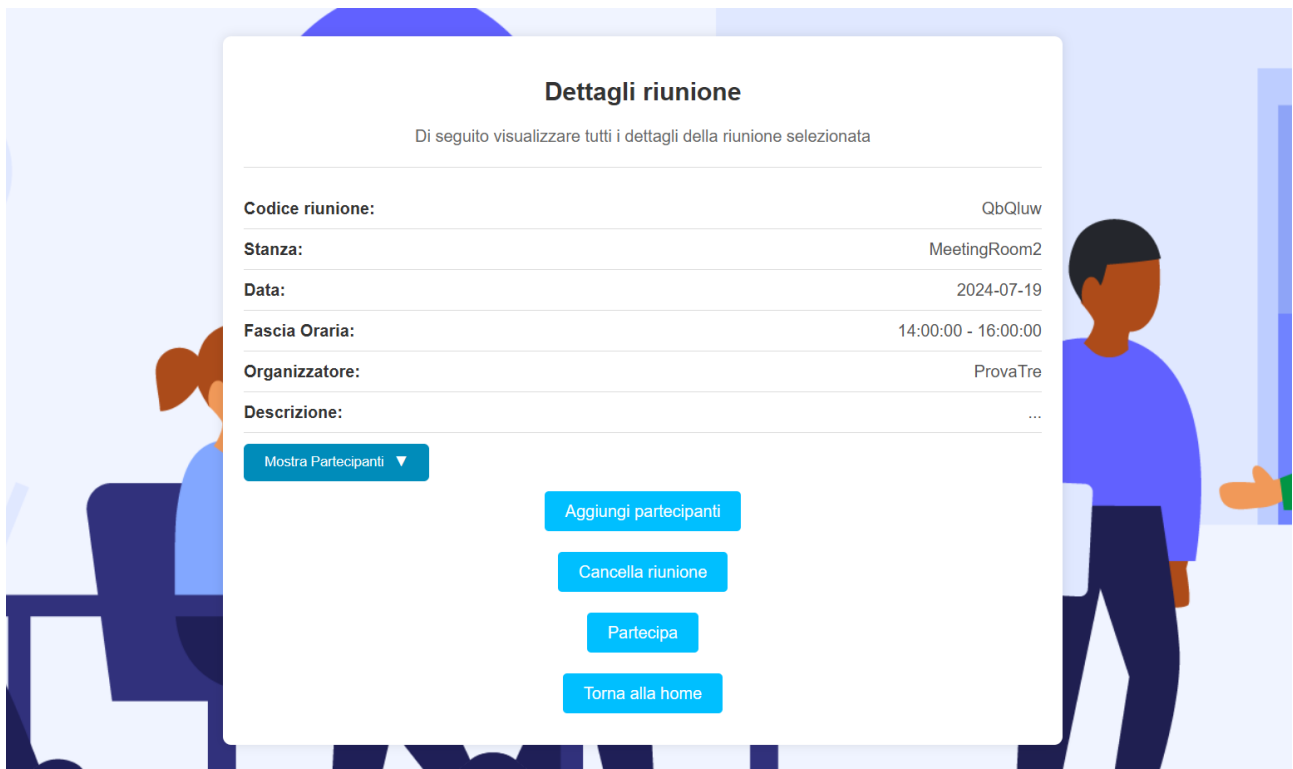 Dettagli riunione
Di seguito visualizzare tutti i dettagli della riunione selezionata
Codice riunione: QbQluw
Stanza: MeetingRoom2
Data: 2024-07-19
Fascia Oraria: 14:00:00 - 16:00:00
Organizzatore: ProvaTre
Descrizione: ...
Mostra Partecipanti ▼
Aggiungi partecipanti
Cancella riunione
Partecipa
Torna alla home